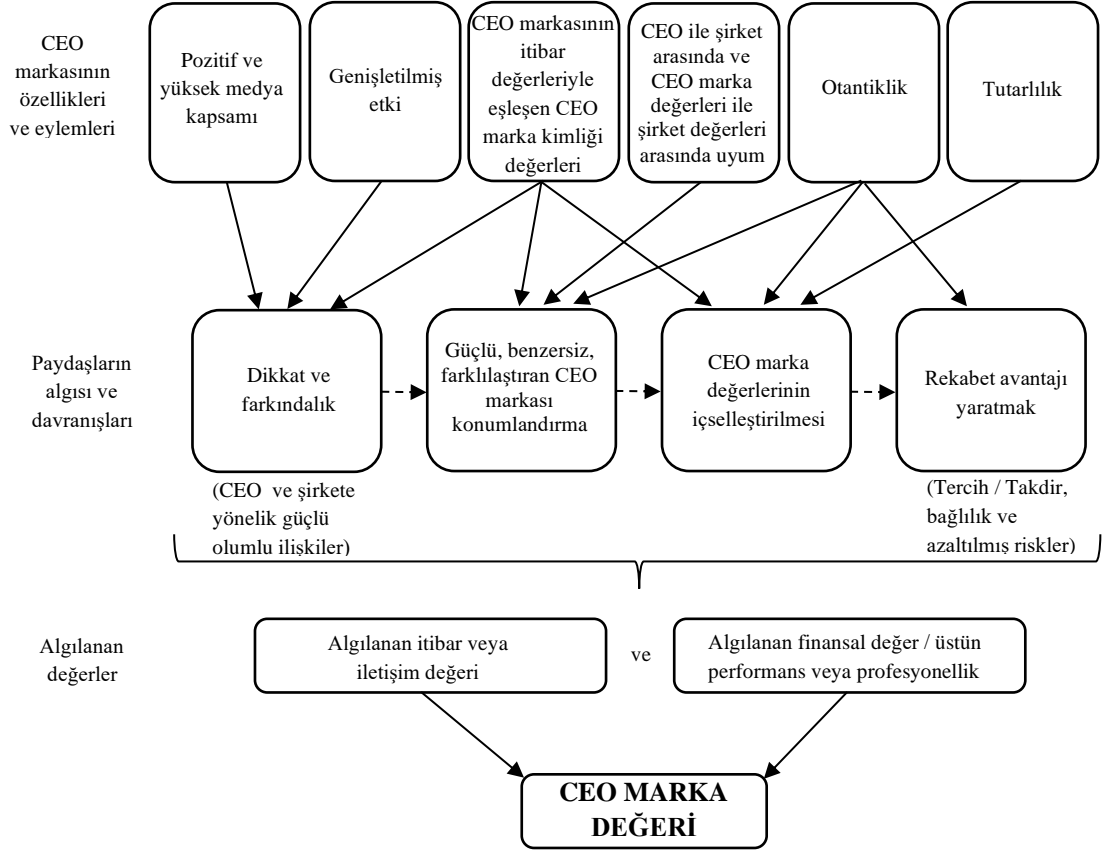 CEO
markasının
özellikleri
ve eylemleri
Pozitif ve
yüksek medya
kapsamı
Genişletilmiş
etki
CEO markasının
itibar
değerleriyle
eşleşen CEO
marka kimliği
değerleri
CEO ile şirket
arasında ve
CEO marka
değerleri ile
şirket değerleri
arasında uyum
Otantiklik
Tutarlılık
Paydaşların
algısı ve
davranışları
Dikkat ve
farkındalık
Güçlü, benzersiz,
farklılaştıran CEO
markası
konumlandırma
CEO marka
değerlerinin
içselleştirilmesi
Rekabet avantajı
yaratmak
(CEO ve şirkete
yönelik güçlü
olumlu ilişkiler)
(Tercih / Takdir,
bağlılık ve
azaltılmış riskler)
Algılanan
değerler
Algılanan itibar veya
iletişim değeri
ve
Algılanan finansal değer / üstün
performans veya profesyonellik
CEO MARKA
DEĞERİ